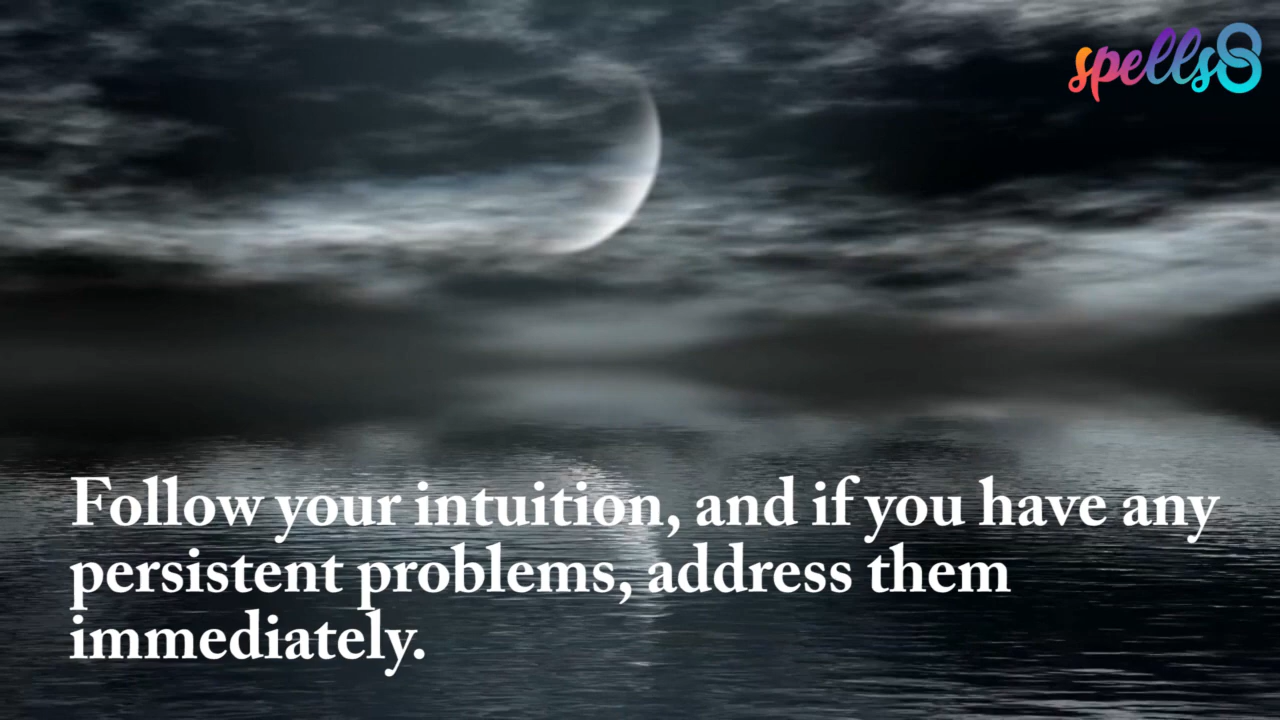 spells8
Follow your intuition, and if you have any
persistent problems, address them
immediately.